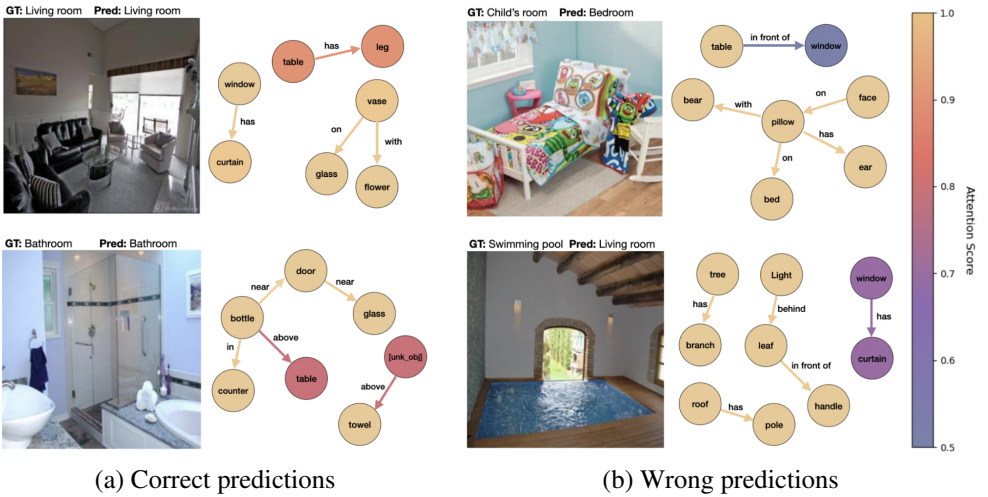 GT: Living room Pred: Living room
table
has
leg
window
has
curtain
vase
on
with
glass
flower
GT: Child's room Pred: Bedroom
table
in front of
window
bear
with
pillow
on
face
has
ear
on
bed
GT: Bathroom Pred: Bathroom
door
near
near
bottle
glass
in
above
counter
table
[unk_obj]
above
towel
GT: Swimming pool Pred: Living room
tree
has
branch
Light
behind
leaf
in front of
handle
window
has
curtain
roof
has
pole
1.0
0.9
0.8
0.7
0.6
0.5
Attention Score
(a) Correct predictions
(b) Wrong predictions